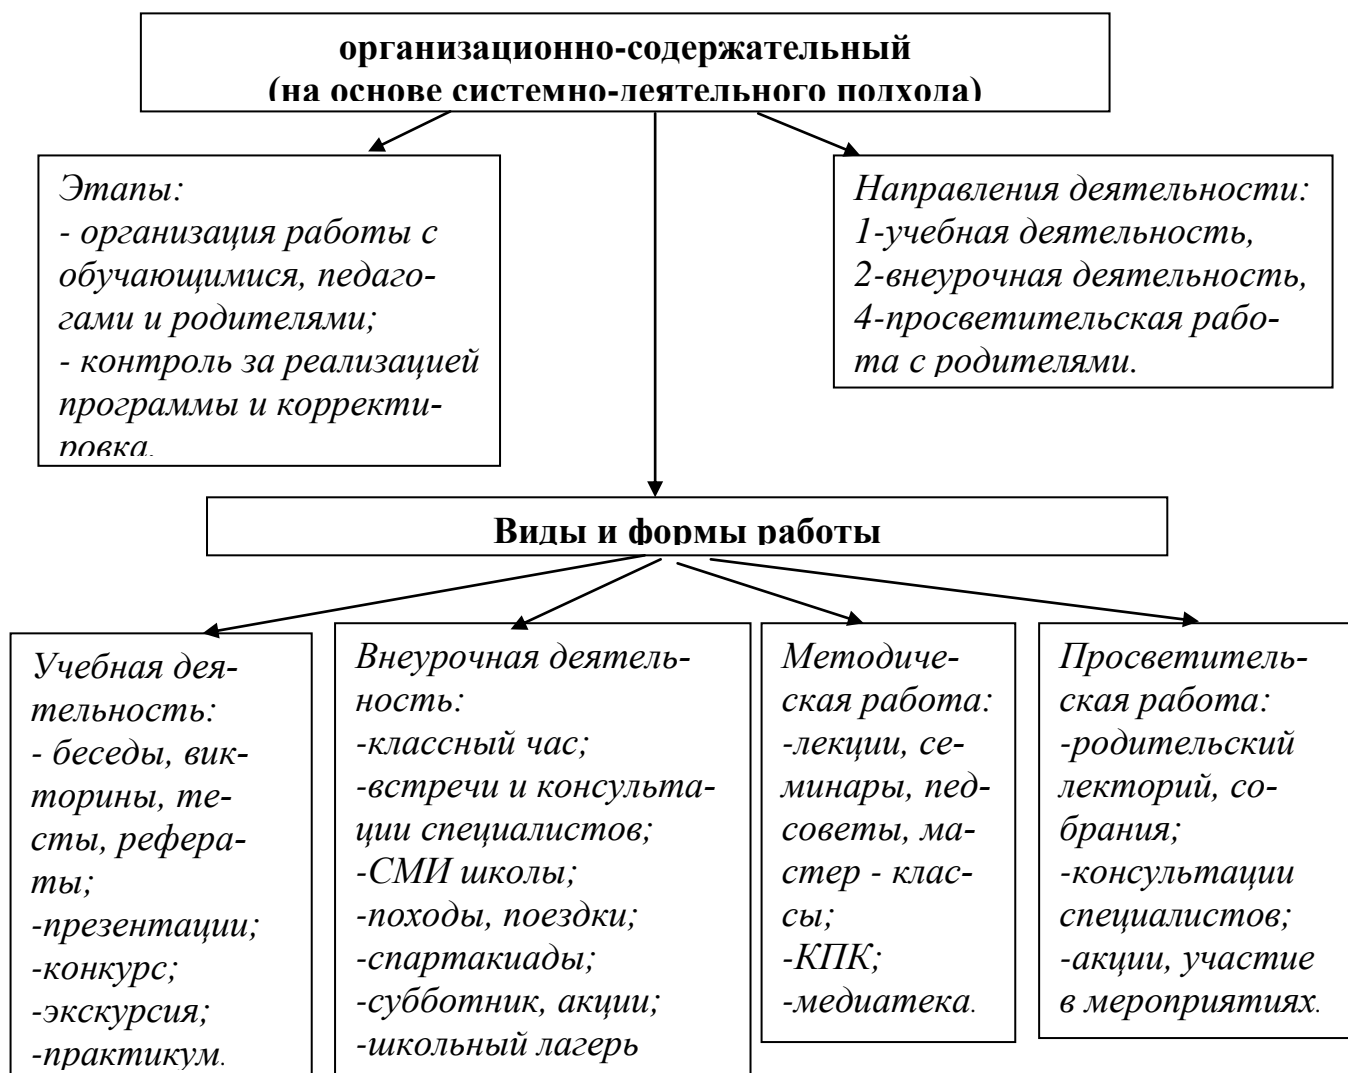 организационно-содержательный
(на основе системно-деятельного подхода)
Этапы:
- организация работы с
обучающимися, педаго-
гами и родителями;
- контроль за реализацией
программы и корректи-
ровка.
Направления деятельности:
1-учебная деятельность,
2-внеурочная деятельность,
4-просветительская рабо-
та с родителями.
Виды и формы работы
Учебная дея-
тельность:
- беседы, вик-
торины, те-
сты, рефера-
ты;
-презентации;
-конкурс;
-экскурсия;
-практикум.
Внеурочная деятель-
ность:
-классный час;
-встречи и консульта-
ции специалистов;
-СМИ школы;
-походы, поездки;
-спартакиады;
-субботник, акции;
-школьный лагерь
Методиче-
ская работа:
-лекции, се-
минары, пед-
советы, ма-
стер - клас-
сы;
-КПК;
-медиатека.
Просветитель-
ская работа:
-родительский
лекторий, со-
брания;
-консультации
специалистов;
-акции, участие
в мероприятиях.